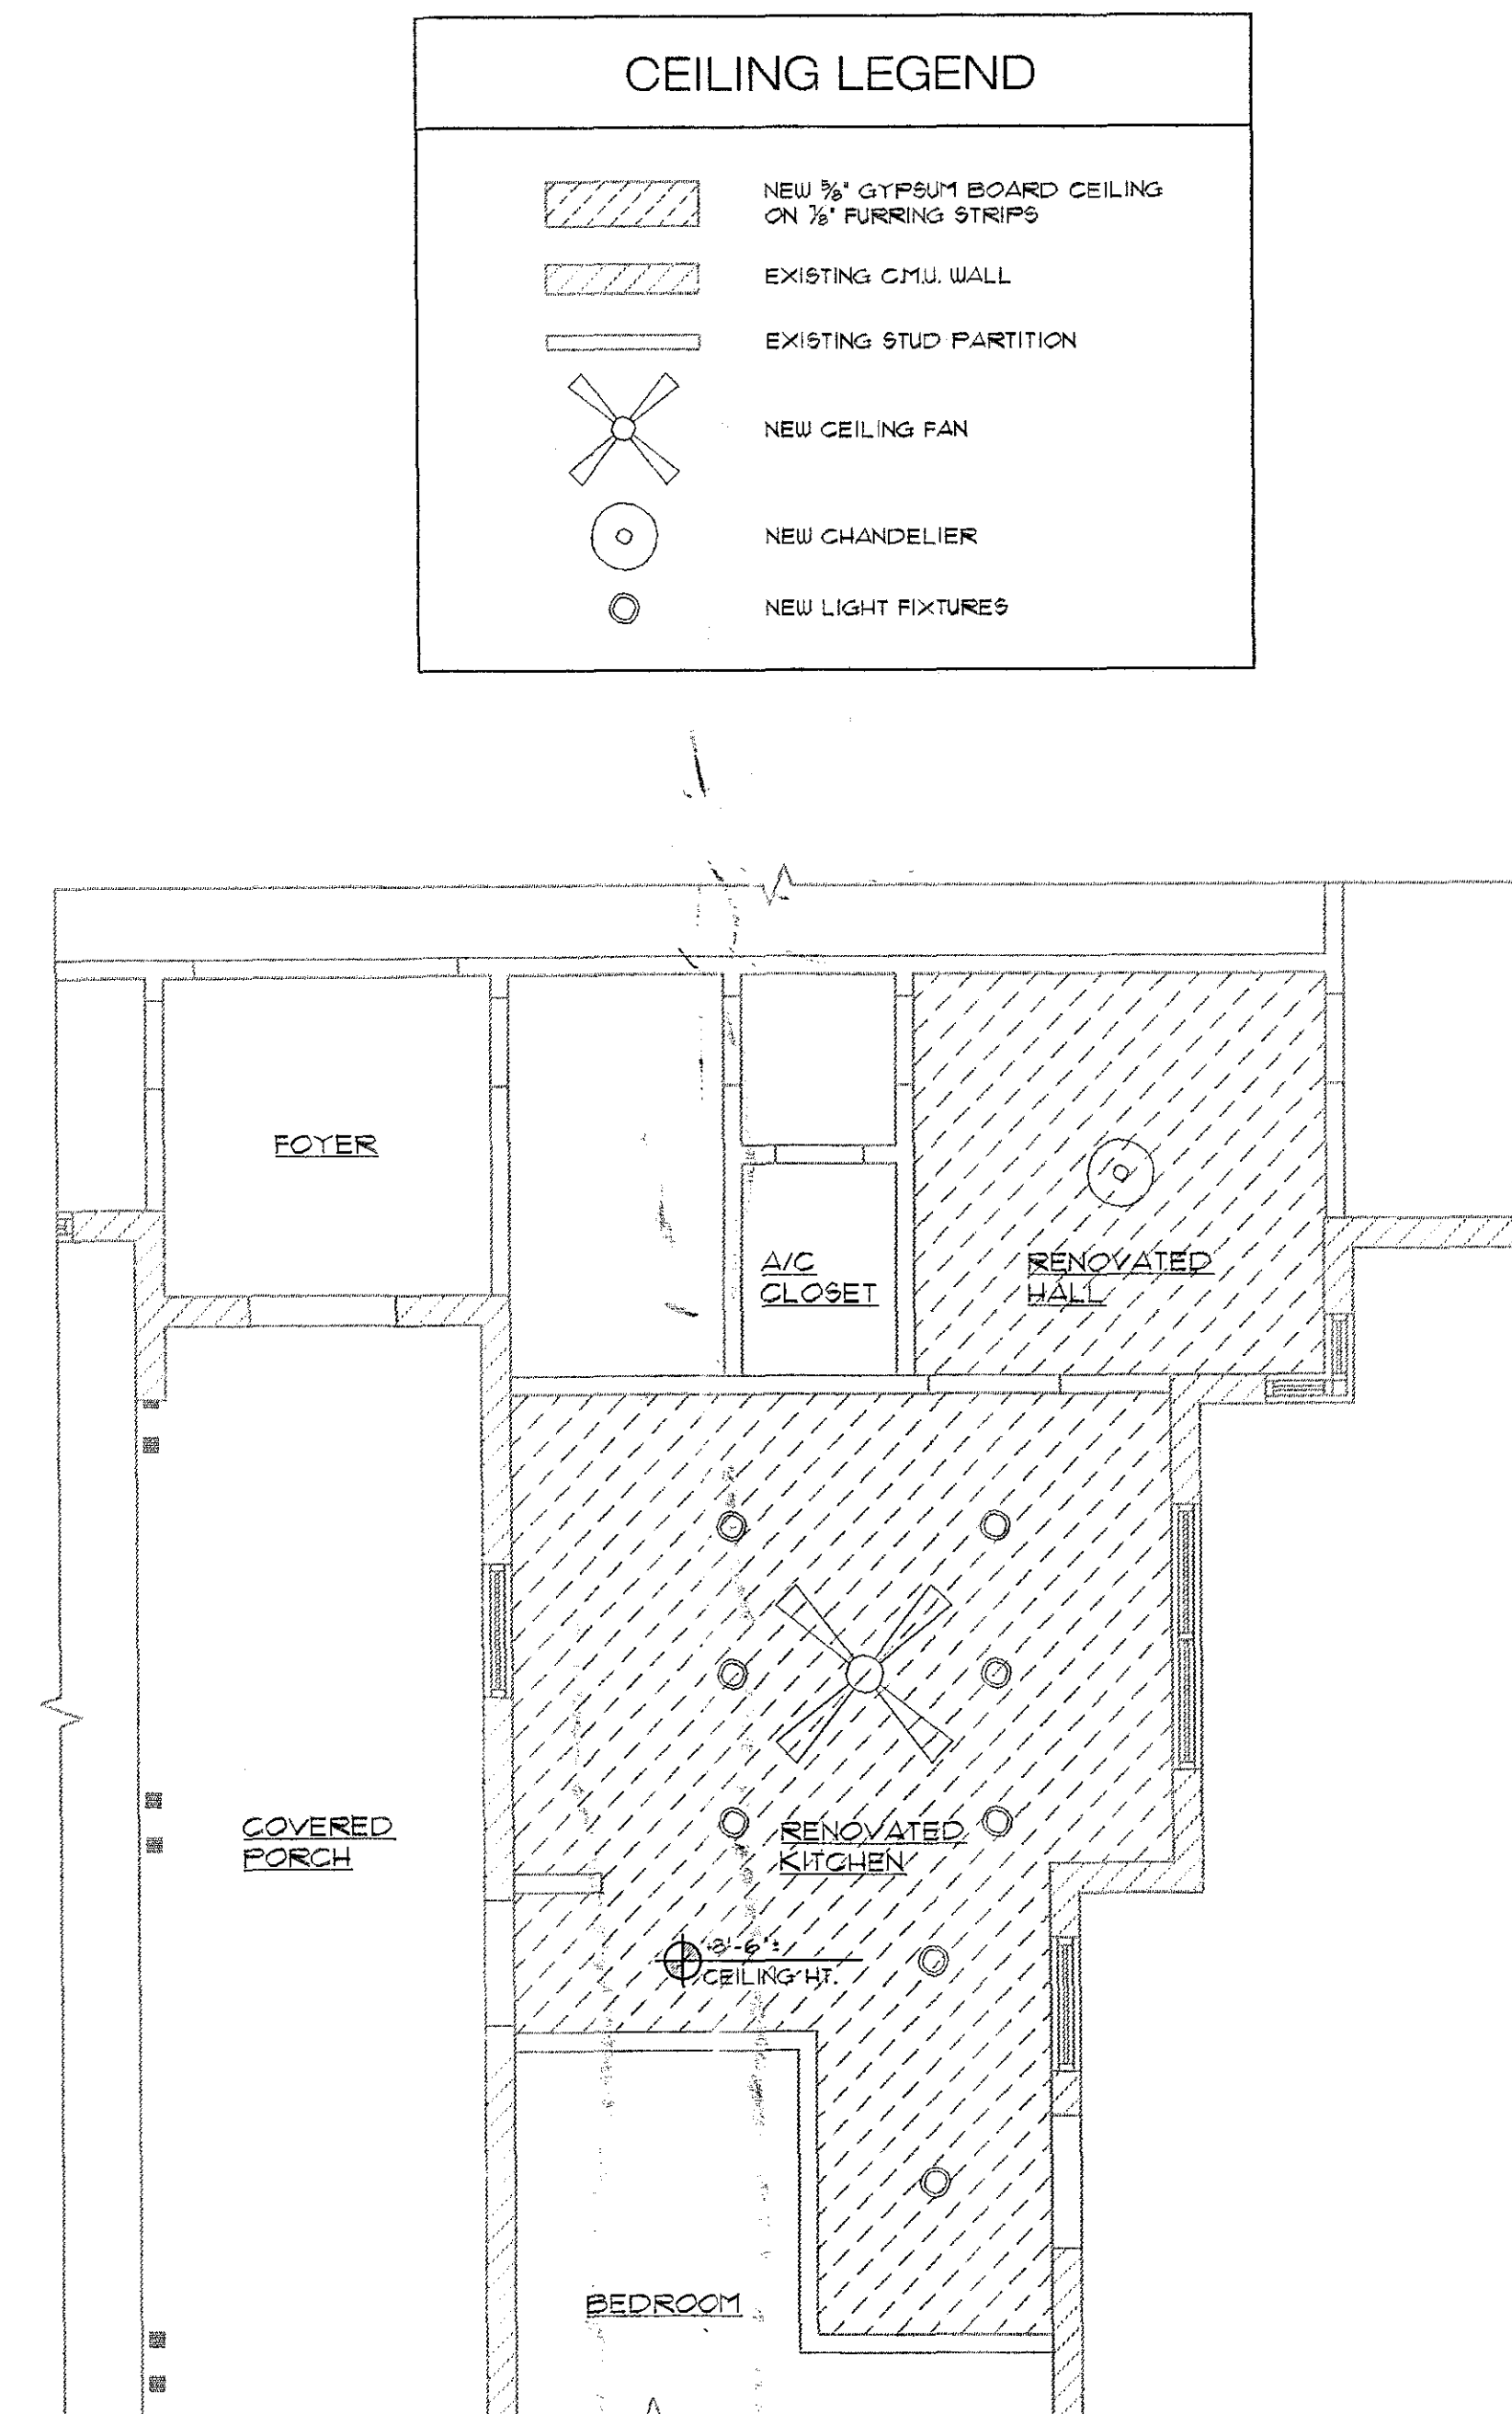 CEILING LEGEND
NEW 5/8" GYPSUM BOARD CEILING
ON 7/8" FURRING STRIPS
EXISTING C.M.U. WALL
EXISTING STUD PARTITION
NEW CEILING FAN
NEW CHANDELIER
NEW LIGHT FIXTURES
FOYER
A/C
CLOSET
RENOVATED
HALL
COVERED
PORCH
RENOVATED
KITCHEN
8'-6"±
CEILING HT.
BEDROOM